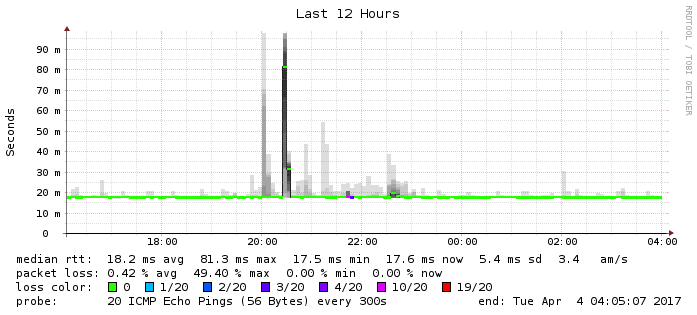 Last 12 Hours
RRDTOOL / TOBI OETIKER
Seconds
90 m
80 m
70 m
60 m
50 m
40 m
30 m
20 m
10 m
0
18:00 20:00 22:00 00:00 02:00 04:00
median rtt: 18.2 ms avg 81.3 ms max 17.5 ms min 17.6 ms now 5.4 ms sd 3.4 am/s
packet loss: 0.42 % avg 49.40 % max 0.00 % min 0.00 % now
loss color: 0 1/20 2/20 3/20 4/20 10/20 19/20
probe: 20 ICMP Echo Pings (56 Bytes) every 300s end: Tue Apr 4 04:05:07 2017